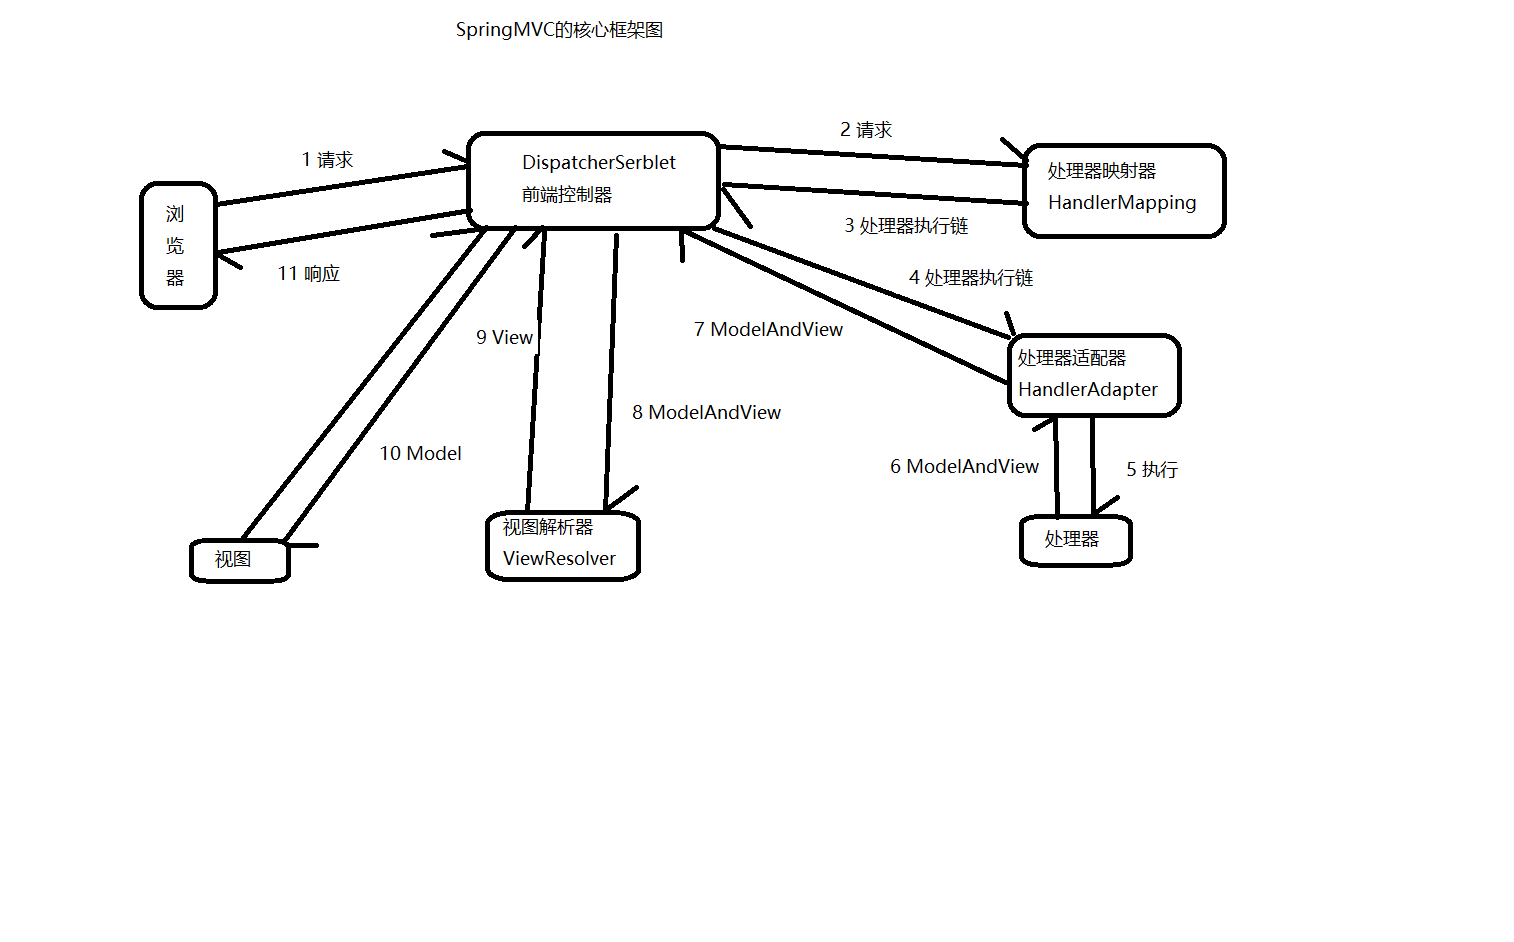 SpringMVC的核心框架图
1 请求
DispatcherSerblet
前端控制器
2 请求
处理器映射器
HandlerMapping
浏
览
器
3 处理器执行链
11 响应
4 处理器执行链
9 View
7 ModelAndView
处理器适配器
HandlerAdapter
8 ModelAndView
10 Model
6 ModelAndView
5 执行
视图
视图解析器
ViewResolver
处理器